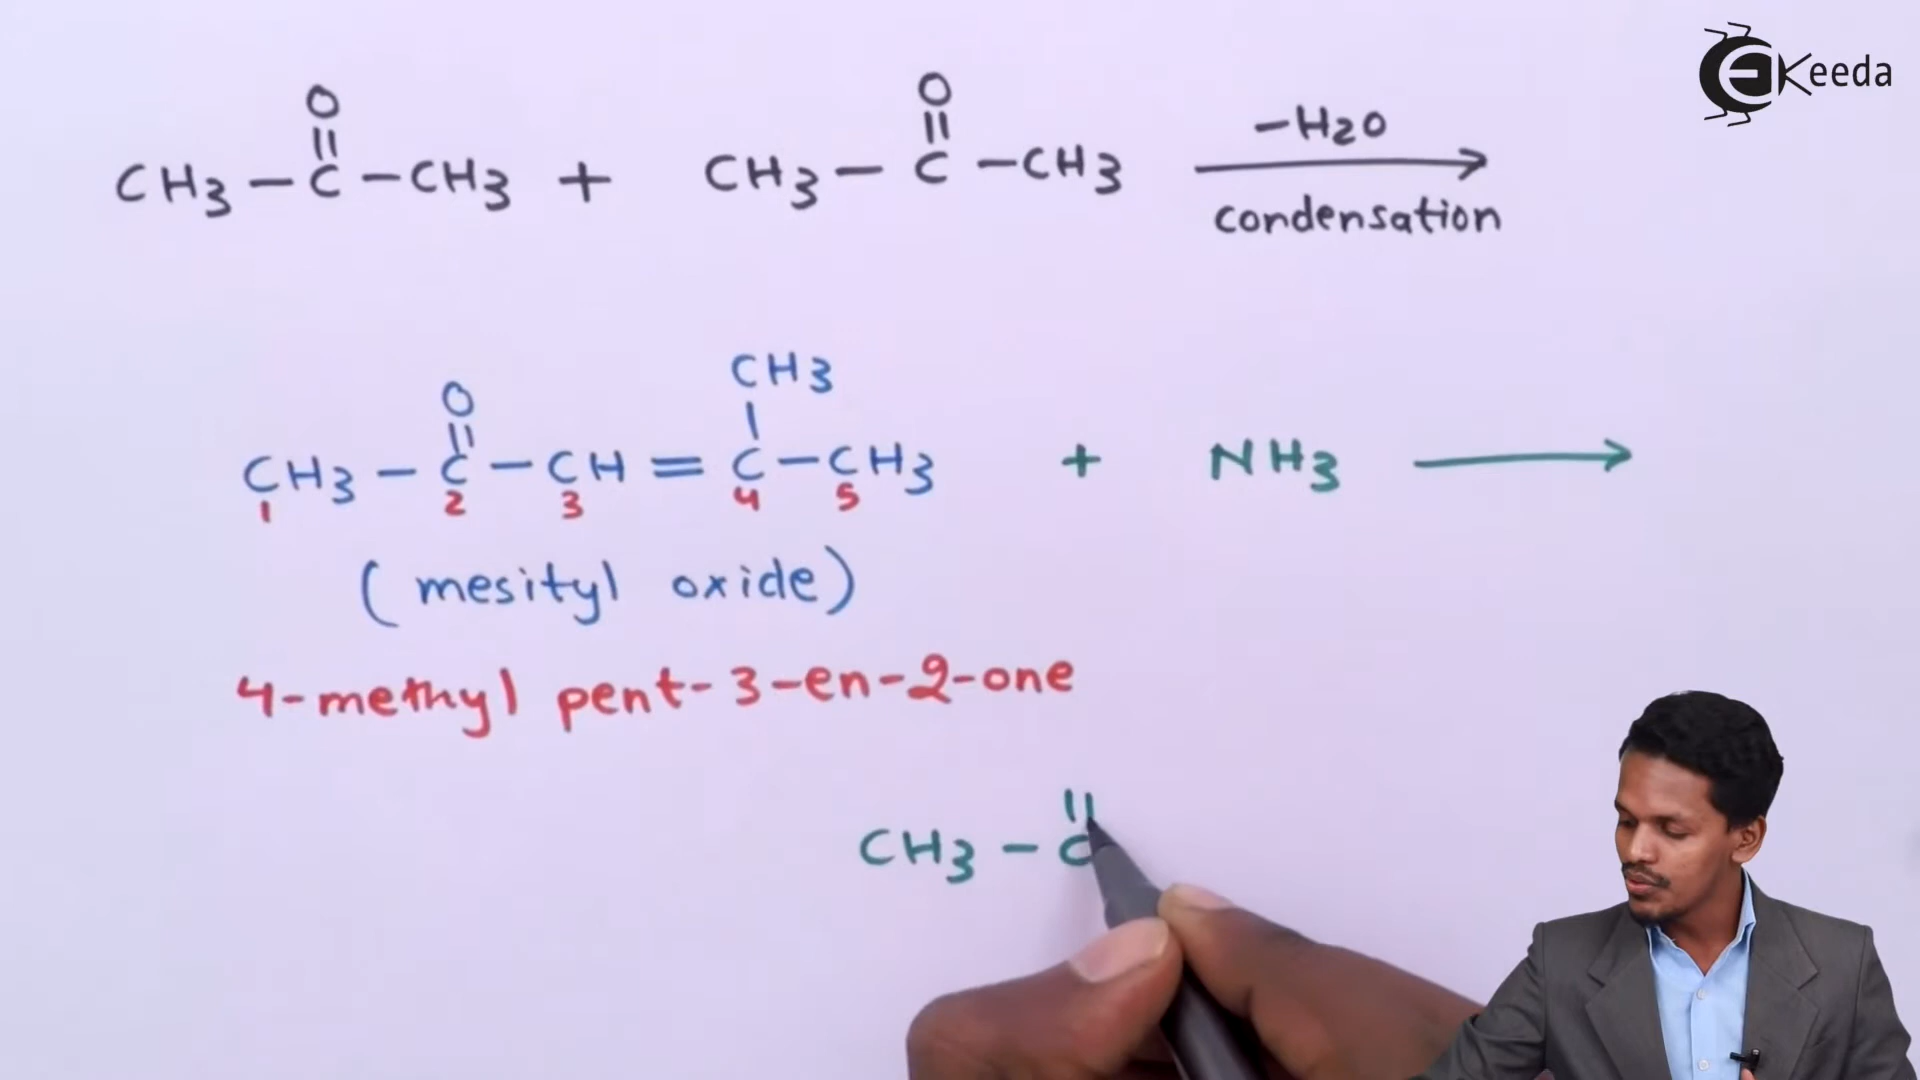 EKeeda
O O
|| || -H2O
CH3 - C - CH3 + CH3 - C - CH3 ⟶
condensation
O CH3
|| |
CH3 - C - CH = C - CH3 + NH3 ⟶
1 2 3 4 5
(mesityl oxide)
4-methyl pent-3-en-2-one
||
CH3 - C